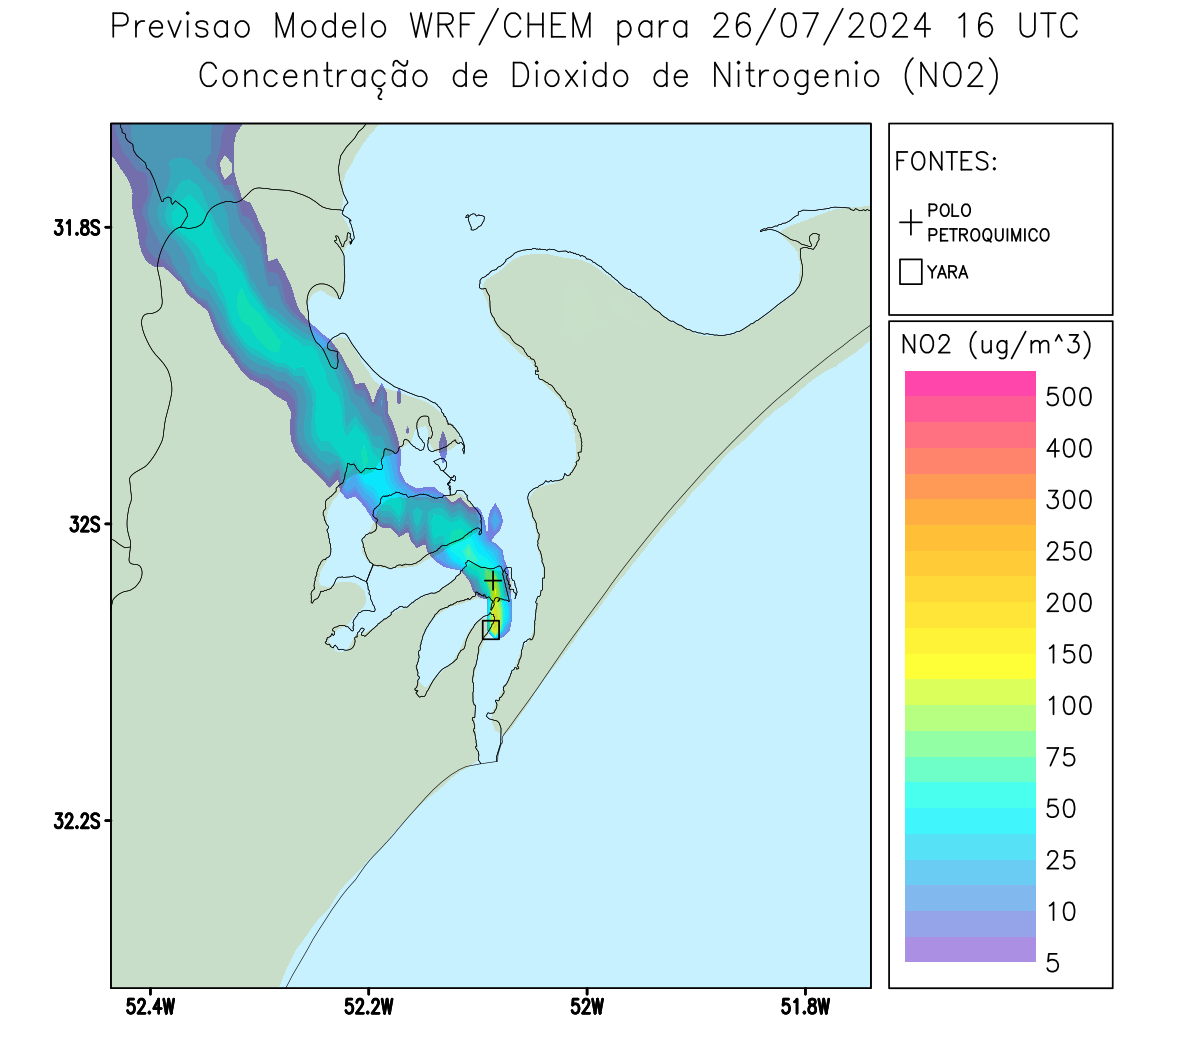 Previsao Modelo WRF/CHEM para 26/07/2024 16 UTC
Concentração de Dioxido de Nitrogenio (NO2)
FONTES:
POLO
PETROQUIMICO
YARA
NO2 (ug/m^3)
500
400
300
250
200
150
100
75
50
25
10
5
31.8S
32S
32.2S
52.4W
52.2W
52W
51.8W